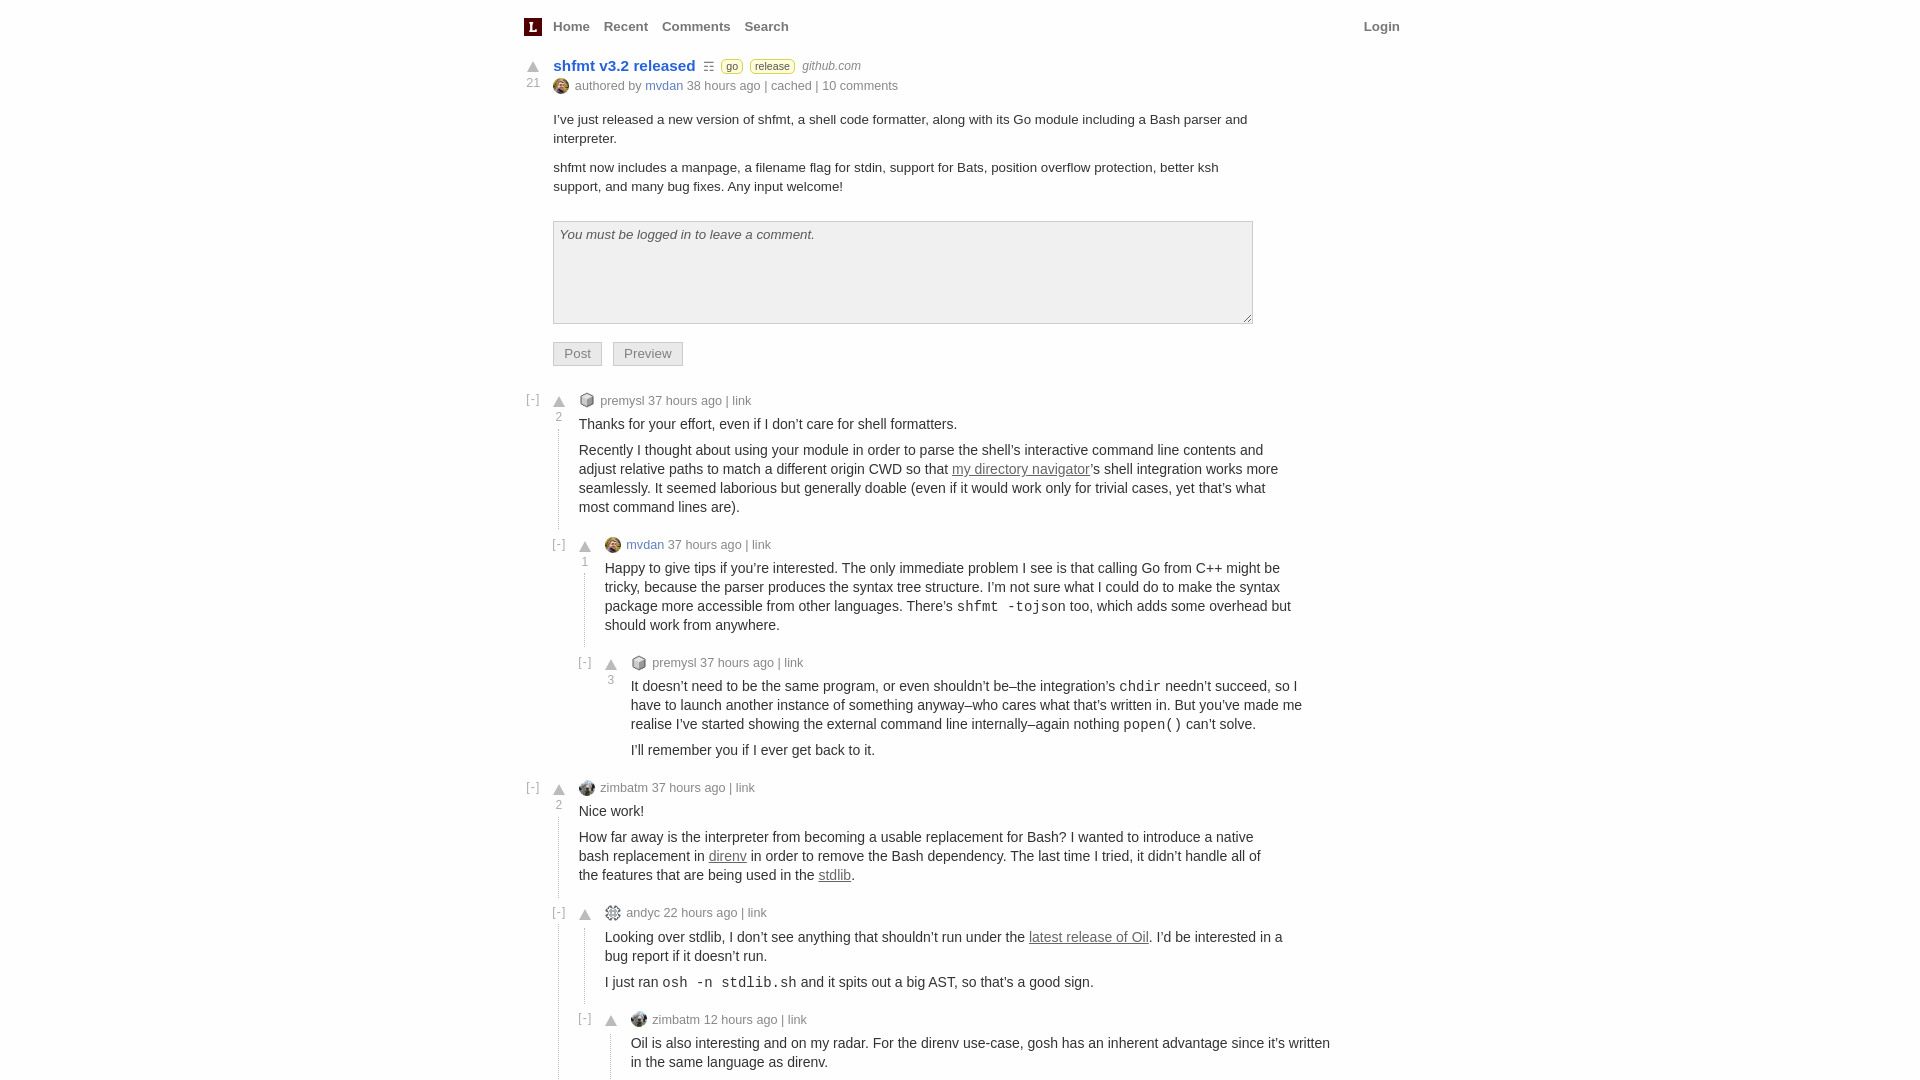 L Home Recent Comments Search Login
shfmt v3.2 released ☶ go release github.com
21
authored by mvdan 38 hours ago | cached | 10 comments
I’ve just released a new version of shfmt, a shell code formatter, along with its Go module including a Bash parser and
interpreter.
shfmt now includes a manpage, a filename flag for stdin, support for Bats, position overflow protection, better ksh
support, and many bug fixes. Any input welcome!
You must be logged in to leave a comment.
Post Preview
[-] premysl 37 hours ago | link
2
Thanks for your effort, even if I don’t care for shell formatters.
Recently I thought about using your module in order to parse the shell’s interactive command line contents and
adjust relative paths to match a different origin CWD so that my directory navigator’s shell integration works more
seamlessly. It seemed laborious but generally doable (even if it would work only for trivial cases, yet that’s what
most command lines are).
[-] mvdan 37 hours ago | link
1
Happy to give tips if you’re interested. The only immediate problem I see is that calling Go from C++ might be
tricky, because the parser produces the syntax tree structure. I’m not sure what I could do to make the syntax
package more accessible from other languages. There’s shfmt -tojson too, which adds some overhead but
should work from anywhere.
[-] premysl 37 hours ago | link
3
It doesn’t need to be the same program, or even shouldn’t be–the integration’s chdir needn’t succeed, so I
have to launch another instance of something anyway–who cares what that’s written in. But you’ve made me
realise I’ve started showing the external command line internally–again nothing popen() can’t solve.
I’ll remember you if I ever get back to it.
[-] zimbatm 37 hours ago | link
2
Nice work!
How far away is the interpreter from becoming a usable replacement for Bash? I wanted to introduce a native
bash replacement in direnv in order to remove the Bash dependency. The last time I tried, it didn’t handle all of
the features that are being used in the stdlib.
[-] andyc 22 hours ago | link
Looking over stdlib, I don’t see anything that shouldn’t run under the latest release of Oil. I’d be interested in a
bug report if it doesn’t run.
I just ran osh -n stdlib.sh and it spits out a big AST, so that’s a good sign.
[-] zimbatm 12 hours ago | link
Oil is also interesting and on my radar. For the direnv use-case, gosh has an inherent advantage since it’s written
in the same language as direnv.